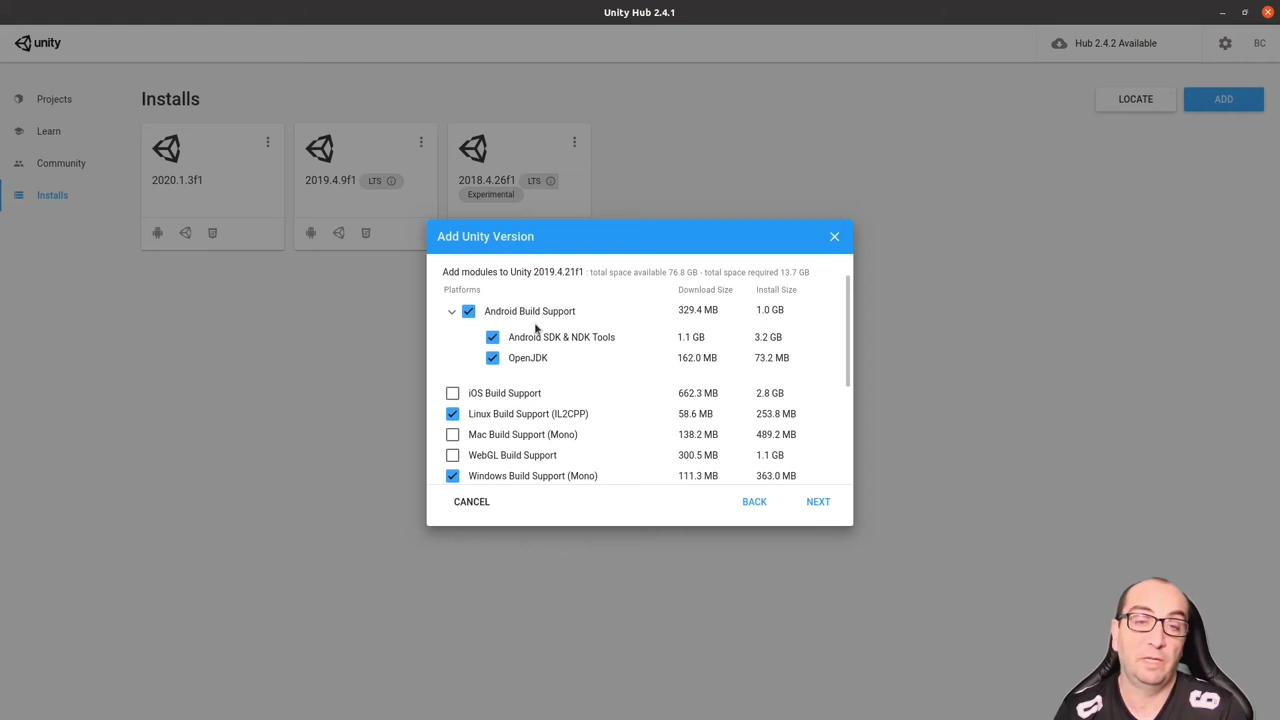 Unity Hub 2.4.1
unity
Hub 2.4.2 Available
BC
Projects
Learn
Community
Installs
Installs
LOCATE
ADD
2020.1.3f1
2019.4.9f1 LTS
2018.4.26f1 LTS
Experimental
Add Unity Version
Add modules to Unity 2019.4.21f1 : total space available 76.8 GB - total space required 13.7 GB
Platforms Download Size Install Size
Android Build Support 329.4 MB 1.0 GB
Android SDK & NDK Tools 1.1 GB 3.2 GB
OpenJDK 162.0 MB 73.2 MB
iOS Build Support 662.3 MB 2.8 GB
Linux Build Support (IL2CPP) 58.6 MB 253.8 MB
Mac Build Support (Mono) 138.2 MB 489.2 MB
WebGL Build Support 300.5 MB 1.1 GB
Windows Build Support (Mono) 111.3 MB 363.0 MB
CANCEL
BACK
NEXT